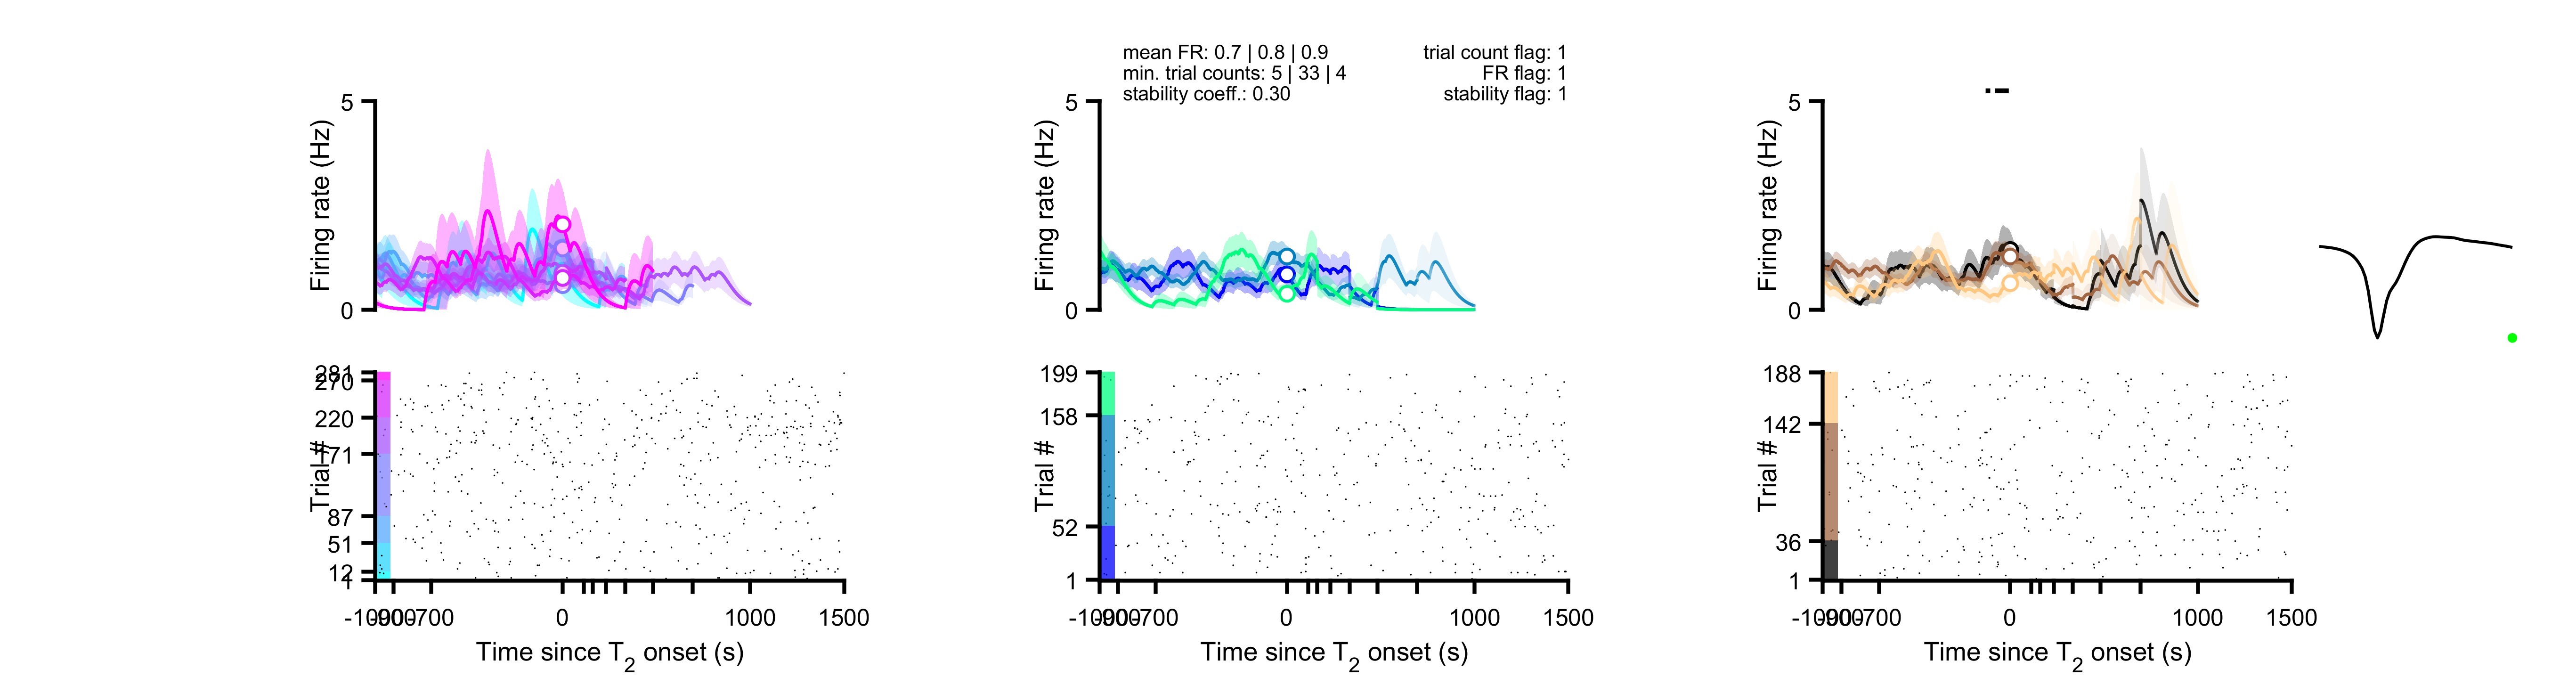 mean FR: 0.7 | 0.8 | 0.9
min. trial counts: 5 | 33 | 4
stability coeff.: 0.30
trial count flag: 1
FR flag: 1
stability flag: 1
5
0
Firing rate (Hz)
270
220
171
87
51
12
Trial #
-700
0
1000
1500
Time since T2 onset (s)
5
0
Firing rate (Hz)
199
158
52
1
Trial #
-700
0
1000
1500
Time since T2 onset (s)
5
0
Firing rate (Hz)
188
142
36
1
Trial #
-700
0
1000
1500
Time since T2 onset (s)